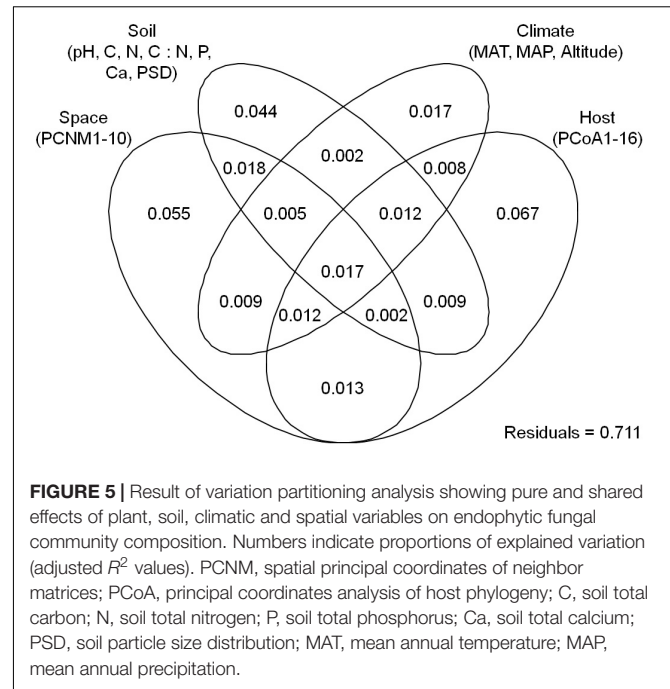 Soil
(pH, C, N, C : N, P,
Ca, PSD)
Climate
(MAT, MAP, Altitude)
Space
(PCNM1-10)
Host
(PCoA1-16)
0.044
0.017
0.018
0.002
0.008
0.055
0.005
0.012
0.067
0.017
0.009
0.012
0.002
0.009
0.013
Residuals = 0.711
FIGURE 5 | Result of variation partitioning analysis showing pure and shared
effects of plant, soil, climatic and spatial variables on endophytic fungal
community composition. Numbers indicate proportions of explained variation
(adjusted R² values). PCNM, spatial principal coordinates of neighbor
matrices; PCoA, principal coordinates analysis of host phylogeny; C, soil total
carbon; N, soil total nitrogen; P, soil total phosphorus; Ca, soil total calcium;
PSD, soil particle size distribution; MAT, mean annual temperature; MAP,
mean annual precipitation.